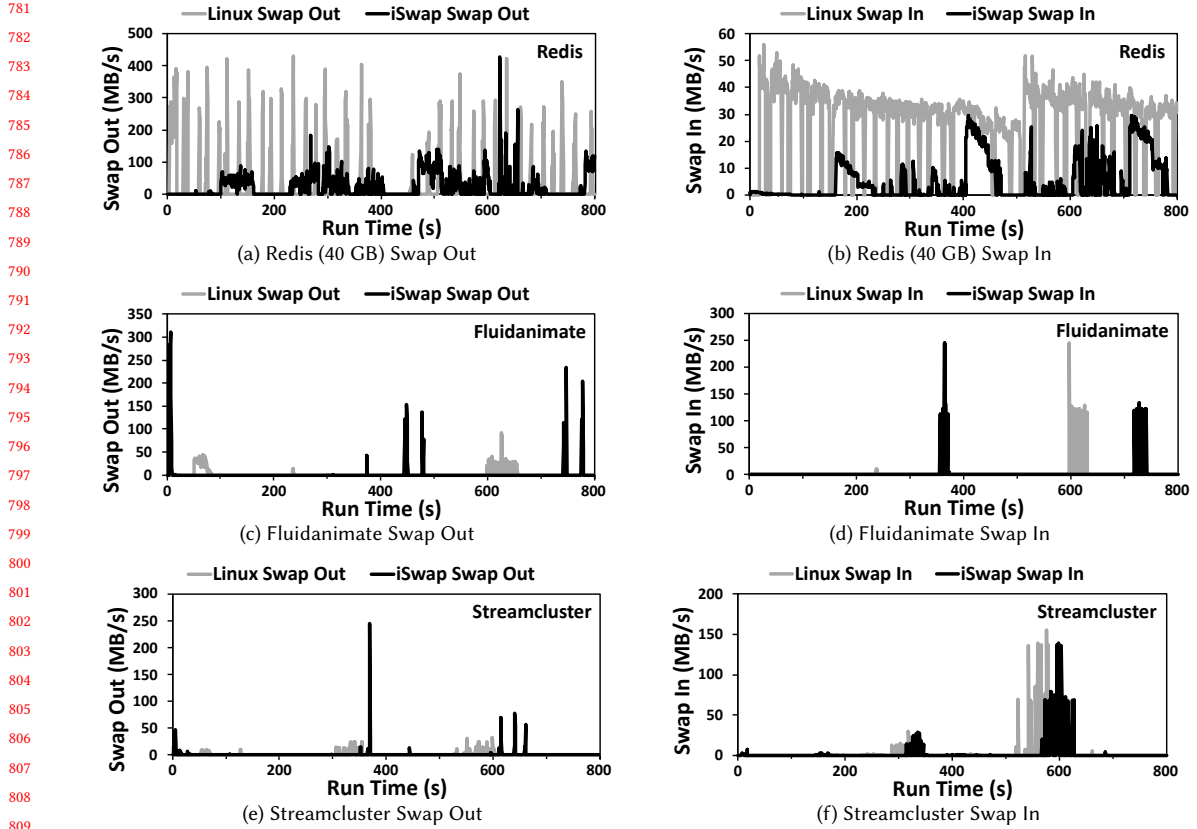 781
782
783
784
785
786
787
788
789
790
791
792
793
794
795
796
797
798
799
800
801
802
803
804
805
806
807
808
809
Linux Swap Out iSwap Swap Out
Redis
Swap Out (MB/s)
500
400
300
200
100
0
0 200 400 600 800
Run Time (s)
(a) Redis (40 GB) Swap Out
Linux Swap In iSwap Swap In
Redis
Swap In (MB/s)
60
50
40
30
20
10
0
0 200 400 600 800
Run Time (s)
(b) Redis (40 GB) Swap In
Linux Swap Out iSwap Swap Out
Fluidanimate
Swap Out (MB/s)
350
300
250
200
150
100
50
0
0 200 400 600 800
Run Time (s)
(c) Fluidanimate Swap Out
Linux Swap In iSwap Swap In
Fluidanimate
Swap In (MB/s)
300
250
200
150
100
50
0
0 200 400 600 800
Run Time (s)
(d) Fluidanimate Swap In
Linux Swap Out iSwap Swap Out
Streamcluster
Swap Out (MB/s)
300
250
200
150
100
50
0
0 200 400 600 800
Run Time (s)
(e) Streamcluster Swap Out
Linux Swap In iSwap Swap In
Streamcluster
Swap In (MB/s)
200
150
100
50
0
0 200 400 600 800
Run Time (s)
(f) Streamcluster Swap In